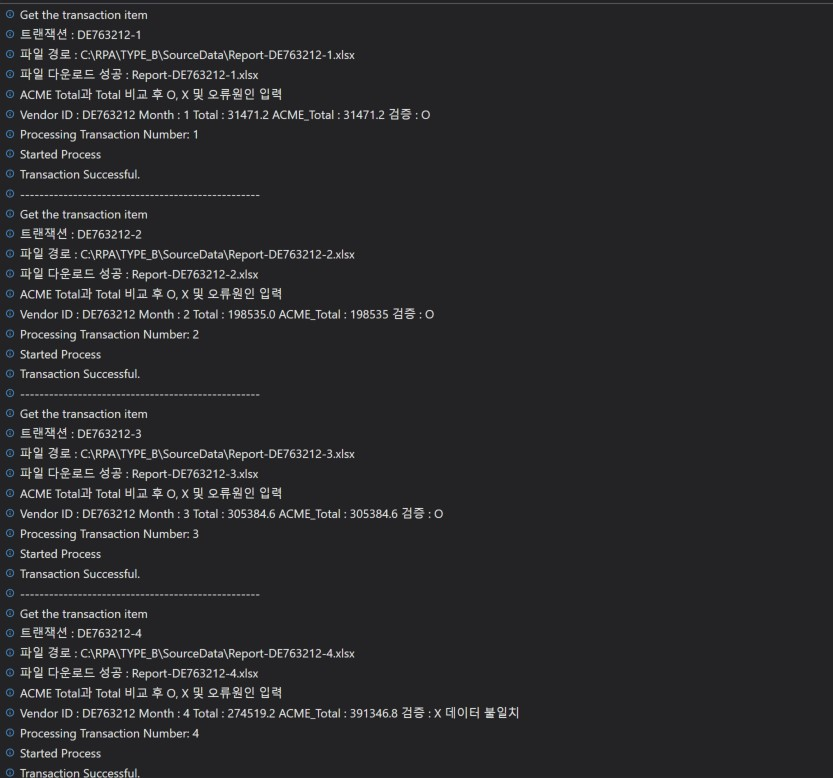 Get the transaction item
트랜잭션 : DE763212-1
파일 경로 : C:\RPA\TYPE_B\SourceData\Report-DE763212-1.xlsx
파일 다운로드 성공 : Report-DE763212-1.xlsx
ACME Total과 Total 비교 후 O, X 및 오류원인 입력
Vendor ID : DE763212 Month : 1 Total : 31471.2 ACME_Total : 31471.2 검증 : O
Processing Transaction Number: 1
Started Process
Transaction Successful.
-------------------------------------------------
Get the transaction item
트랜잭션 : DE763212-2
파일 경로 : C:\RPA\TYPE_B\SourceData\Report-DE763212-2.xlsx
파일 다운로드 성공 : Report-DE763212-2.xlsx
ACME Total과 Total 비교 후 O, X 및 오류원인 입력
Vendor ID : DE763212 Month : 2 Total : 198535.0 ACME_Total : 198535 검증 : O
Processing Transaction Number: 2
Started Process
Transaction Successful.
-------------------------------------------------
Get the transaction item
트랜잭션 : DE763212-3
파일 경로 : C:\RPA\TYPE_B\SourceData\Report-DE763212-3.xlsx
파일 다운로드 성공 : Report-DE763212-3.xlsx
ACME Total과 Total 비교 후 O, X 및 오류원인 입력
Vendor ID : DE763212 Month : 3 Total : 305384.6 ACME_Total : 305384.6 검증 : O
Processing Transaction Number: 3
Started Process
Transaction Successful.
-------------------------------------------------
Get the transaction item
트랜잭션 : DE763212-4
파일 경로 : C:\RPA\TYPE_B\SourceData\Report-DE763212-4.xlsx
파일 다운로드 성공 : Report-DE763212-4.xlsx
ACME Total과 Total 비교 후 O, X 및 오류원인 입력
Vendor ID : DE763212 Month : 4 Total : 274519.2 ACME_Total : 391346.8 검증 : X 데이터 불일치
Processing Transaction Number: 4
Started Process
Transaction Successful.